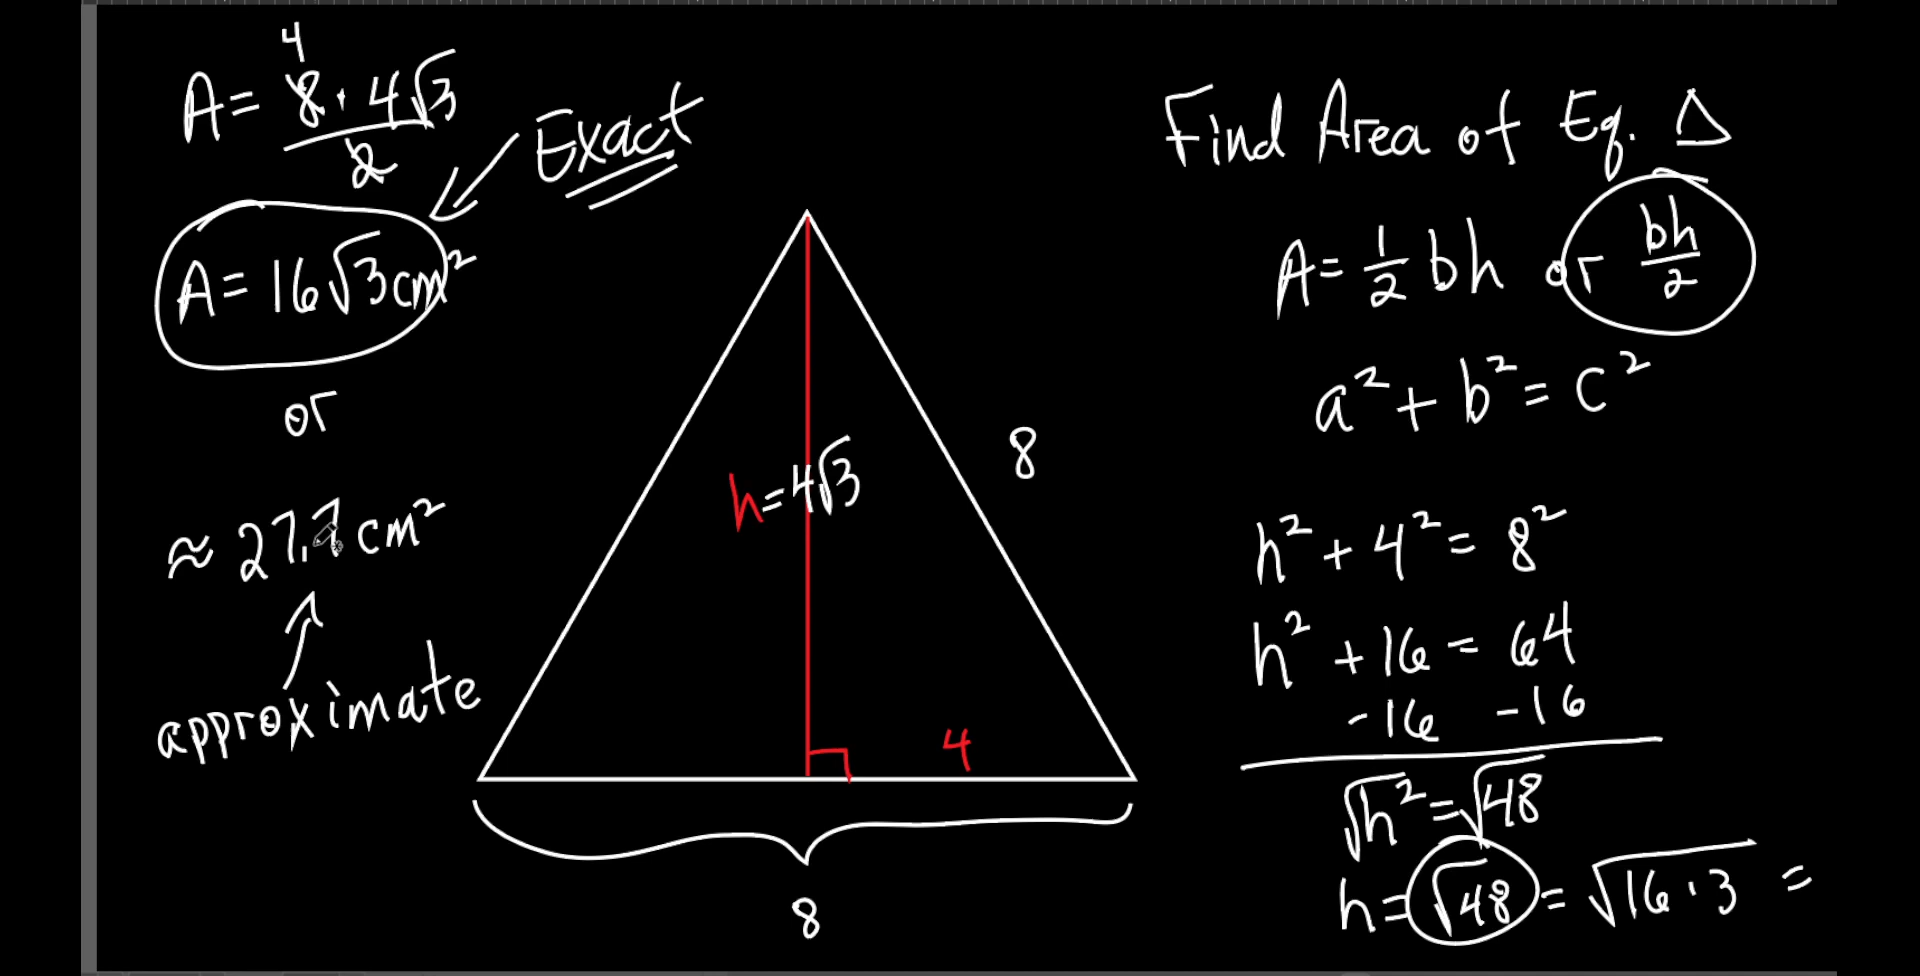 4
A = 8 · 4√3
2
Exact
A = 16√3 cm²
or
≈ 27.7 cm²
approximate
h = 4√3
8
4
8
Find Area of Eq. △
A = 1/2 bh or bh/2
a² + b² = c²
h² + 4² = 8²
h² + 16 = 64
-16 -16
√h² = √48
h = √48 = √16·3 =